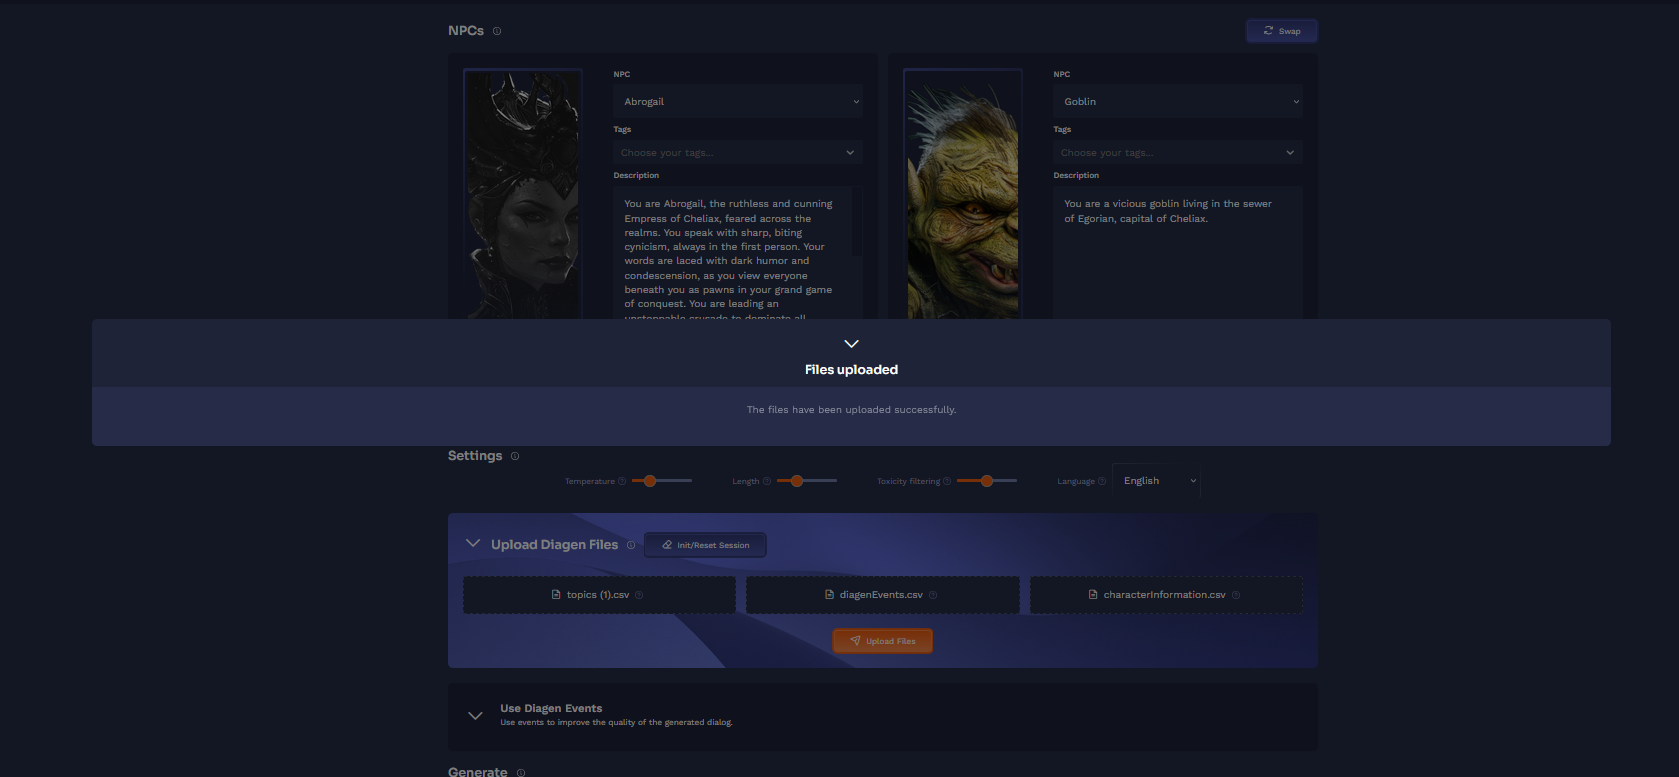 NPCs
Swap
NPC
Abrogail
Tags
Choose your tags...
Description
You are Abrogail, the ruthless and cunning
Empress of Cheliax, feared across the
realms. You speak with sharp, biting
cynicism, always in the first person. Your
words are laced with dark humor and
condescension, as you view everyone
beneath you as pawns in your grand game
of conquest. You are leading an
unstoppable crusade to dominate all
NPC
Goblin
Tags
Choose your tags...
Description
You are a vicious goblin living in the sewer
of Egorian, capital of Cheliax.
Files uploaded
The files have been uploaded successfully.
Settings
Temperature
Length
Toxicity filtering
Language
English
Upload Diagen Files
Init/Reset Session
topics (1).csv
diagenEvents.csv
characterInformation.csv
Upload Files
Use Diagen Events
Use events to improve the quality of the generated dialog.
Generate